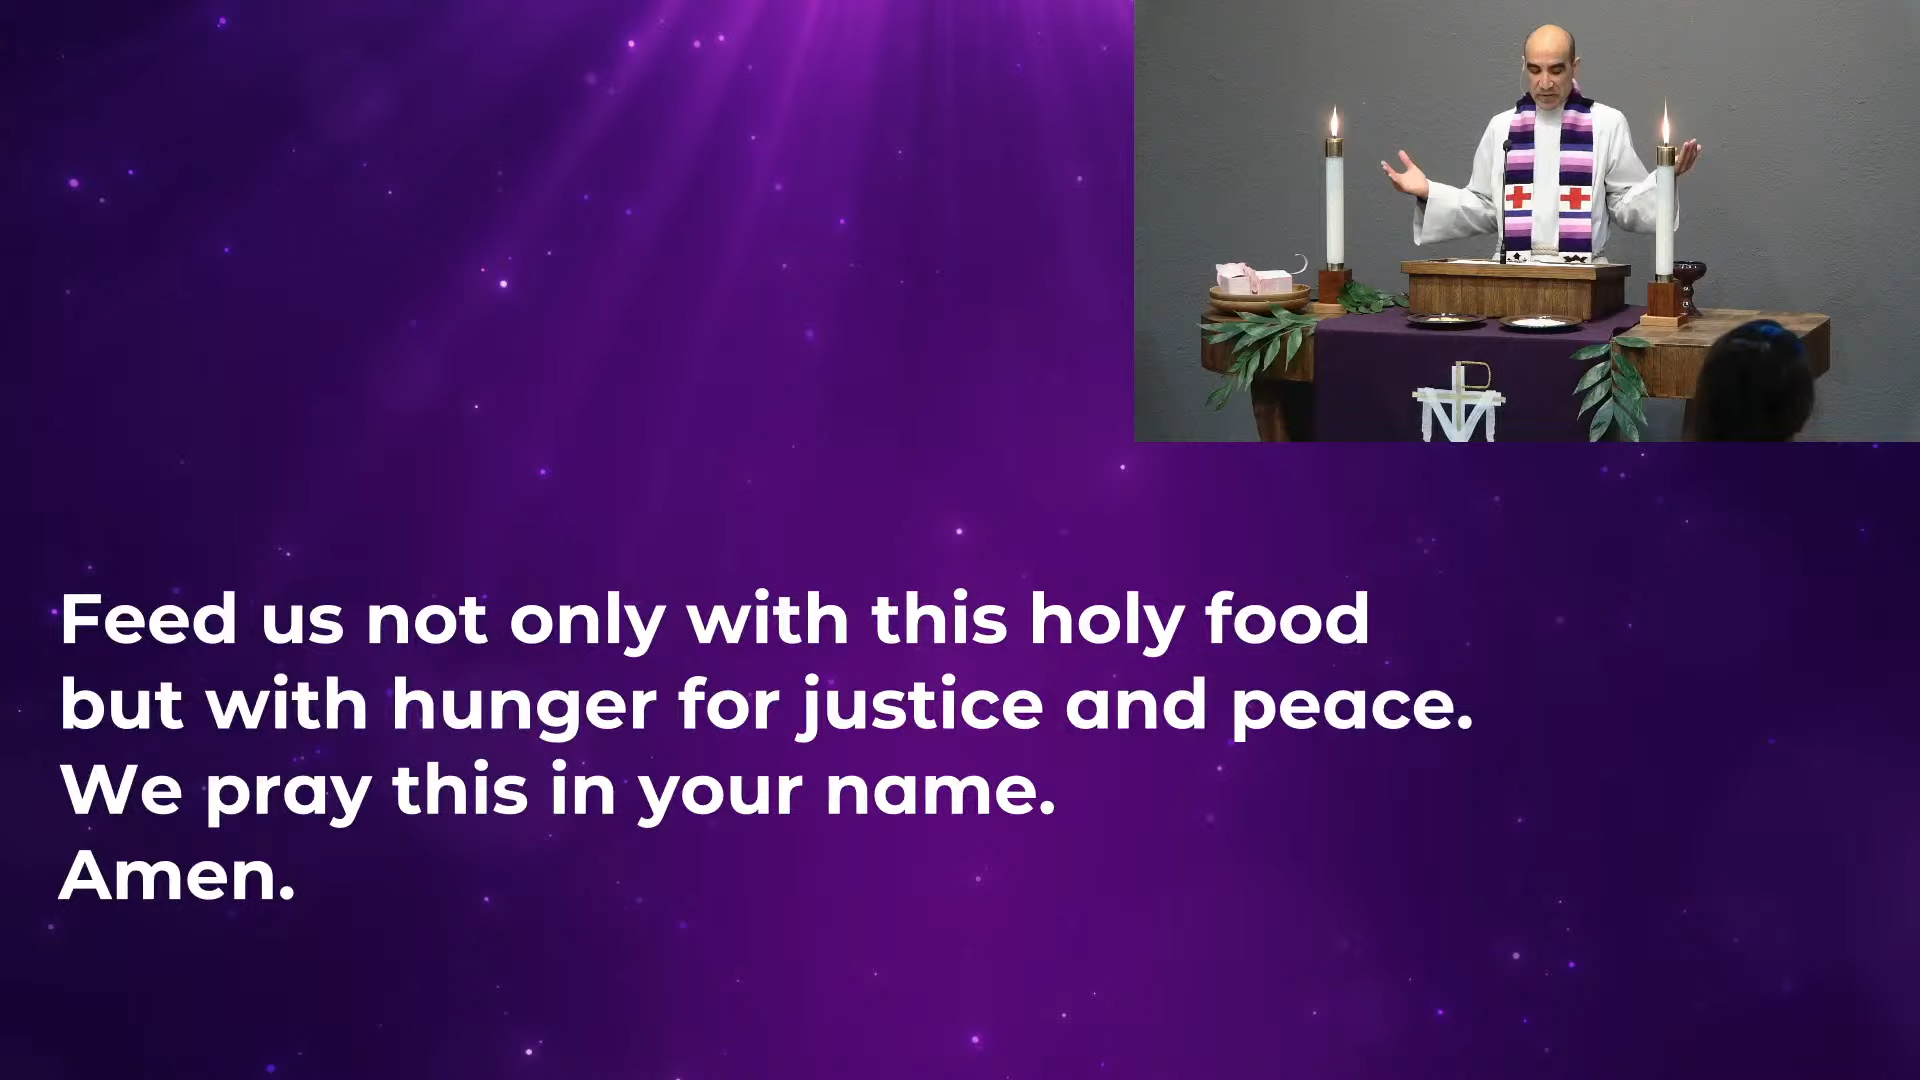 Feed us not only with this holy food
but with hunger for justice and peace.
We pray this in your name.
Amen.